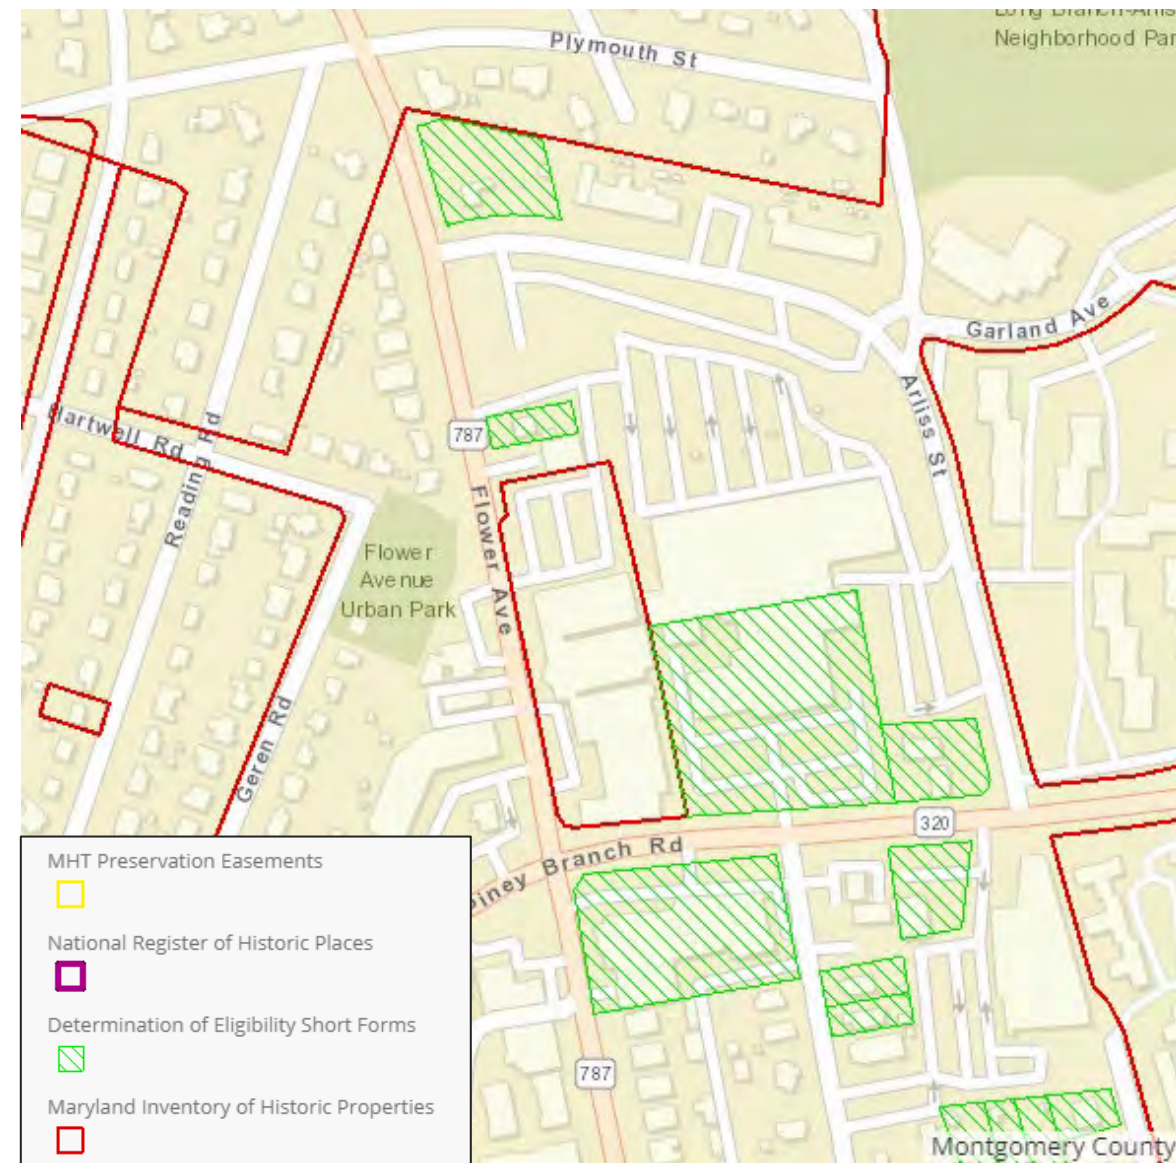 Neighborhood Par
Plymouth St
Garland Ave
Arliss St
787
Hartwell Rd
Reading Rd
Flower Ave
Flower
Avenue
Urban Park
Geren Rd
320
Piney Branch Rd
787
MHT Preservation Easements
National Register of Historic Places
Determination of Eligibility Short Forms
Maryland Inventory of Historic Properties
Montgomery County